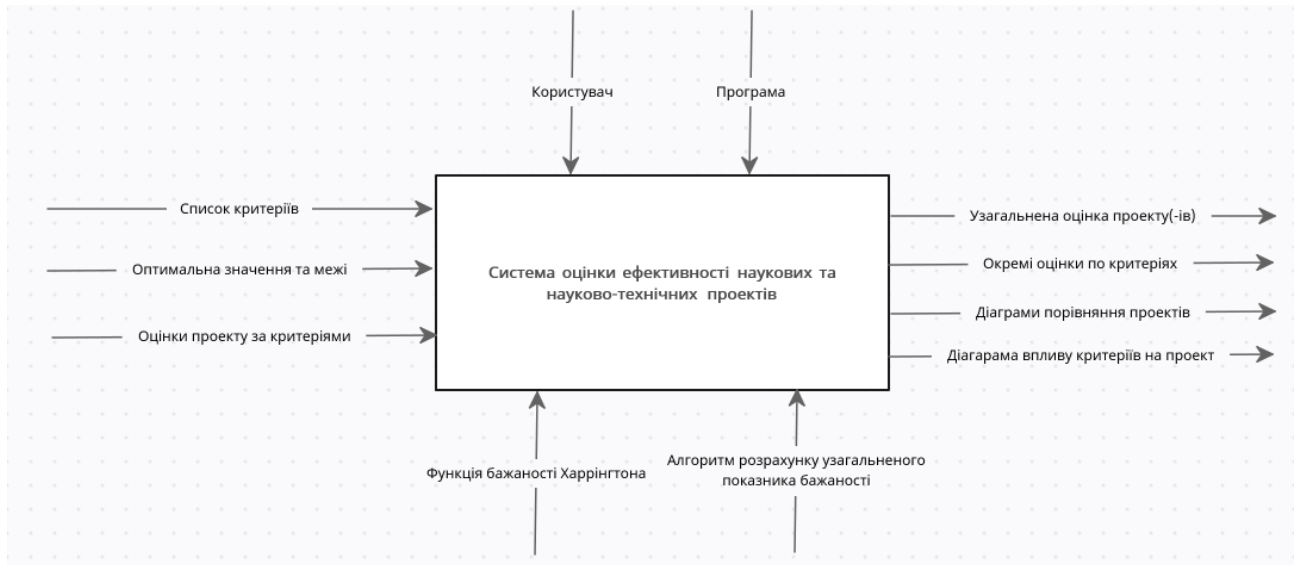 Користувач
Програма
Список критеріїв
Узагальнена оцінка проекту(-ів)
Оптимальна значення та межі
Система оцінки ефективності наукових та
науково-технічних проектів
Окремі оцінки по критеріях
Діаграми порівняння проектів
Оцінки проекту за критеріями
Діагарама впливу критеріїв на проект
Функція бажаності Харрінгтона
Алгоритм розрахунку узагальненого
показника бажаності